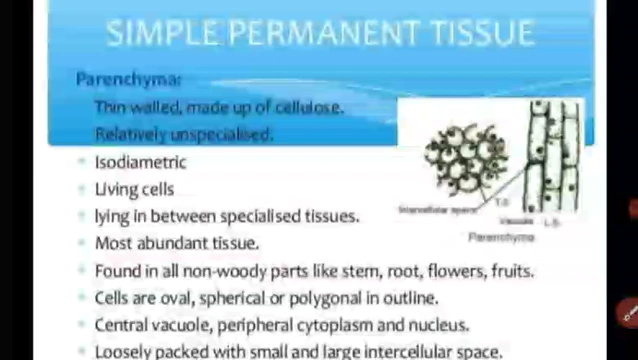 SIMPLE PERMANENT TISSUE
Parenchyma:
Thin walled, made up of cellulose.
Relatively unspecialised.
Isodiametric
Living cells
lying in between specialised tissues.
Most abundant tissue.
Found in all non-woody parts like stem, root, flowers, fruits.
Cells are oval, spherical or polygonal in outline.
Central vacuole, peripheral cytoplasm and nucleus.
Loosely packed with small and large intercellular space.
Intercellular space
T.S.
Vacuole L.S.
Parenchyma